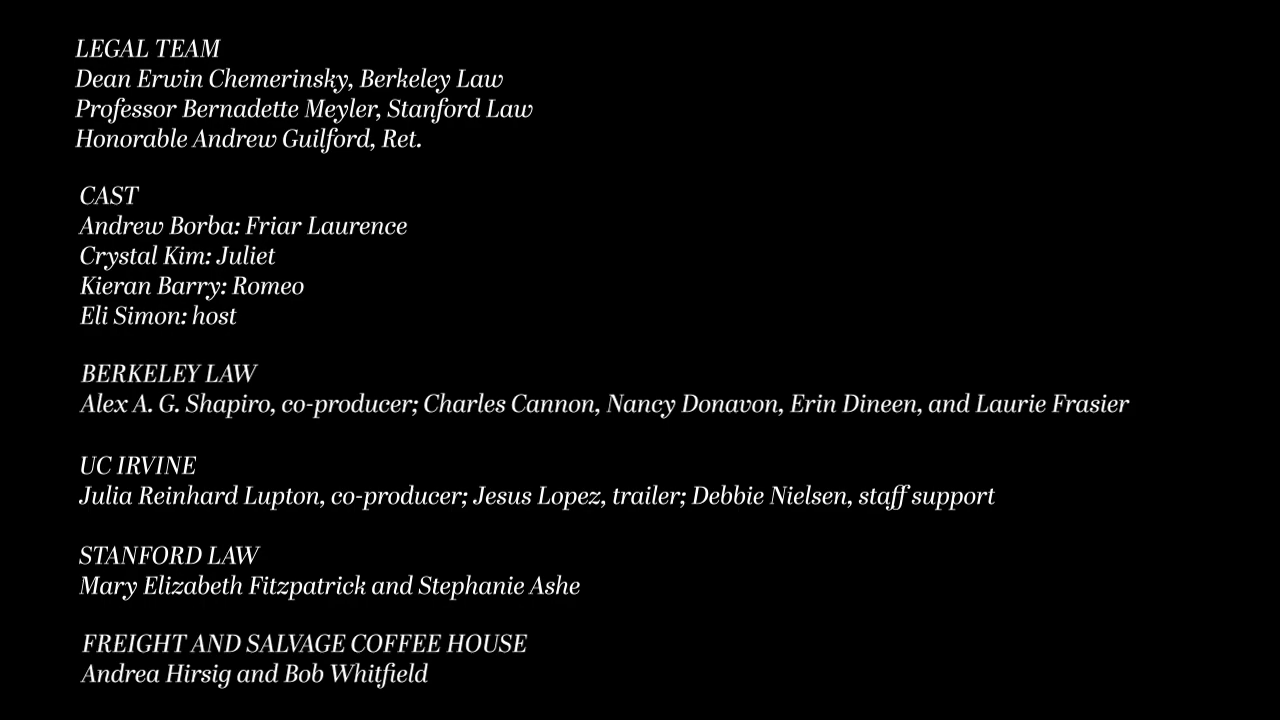 LEGAL TEAM
Dean Erwin Chemerinsky, Berkeley Law
Professor Bernadette Meyler, Stanford Law
Honorable Andrew Guilford, Ret.
CAST
Andrew Borba: Friar Laurence
Crystal Kim: Juliet
Kieran Barry: Romeo
Eli Simon: host
BERKELEY LAW
Alex A. G. Shapiro, co-producer; Charles Cannon, Nancy Donavon, Erin Dineen, and Laurie Frasier
UC IRVINE
Julia Reinhard Lupton, co-producer; Jesus Lopez, trailer; Debbie Nielsen, staff support
STANFORD LAW
Mary Elizabeth Fitzpatrick and Stephanie Ashe
FREIGHT AND SALVAGE COFFEE HOUSE
Andrea Hirsig and Bob Whitfield